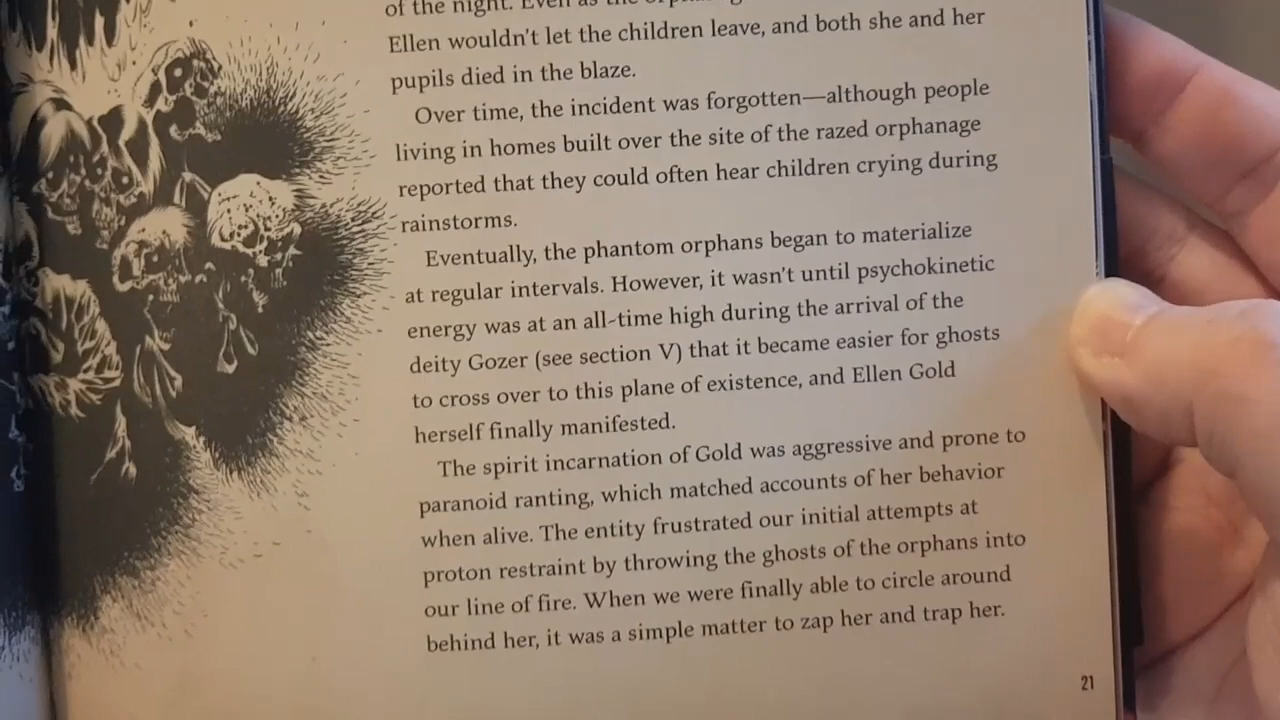 of the night. Even as the
Ellen wouldn't let the children leave, and both she and her
pupils died in the blaze.
Over time, the incident was forgotten—although people
living in homes built over the site of the razed orphanage
reported that they could often hear children crying during
rainstorms.
Eventually, the phantom orphans began to materialize
at regular intervals. However, it wasn't until psychokinetic
energy was at an all-time high during the arrival of the
deity Gozer (see section V) that it became easier for ghosts
to cross over to this plane of existence, and Ellen Gold
herself finally manifested.
The spirit incarnation of Gold was aggressive and prone to
paranoid ranting, which matched accounts of her behavior
when alive. The entity frustrated our initial attempts at
proton restraint by throwing the ghosts of the orphans into
our line of fire. When we were finally able to circle around
behind her, it was a simple matter to zap her and trap her.
21